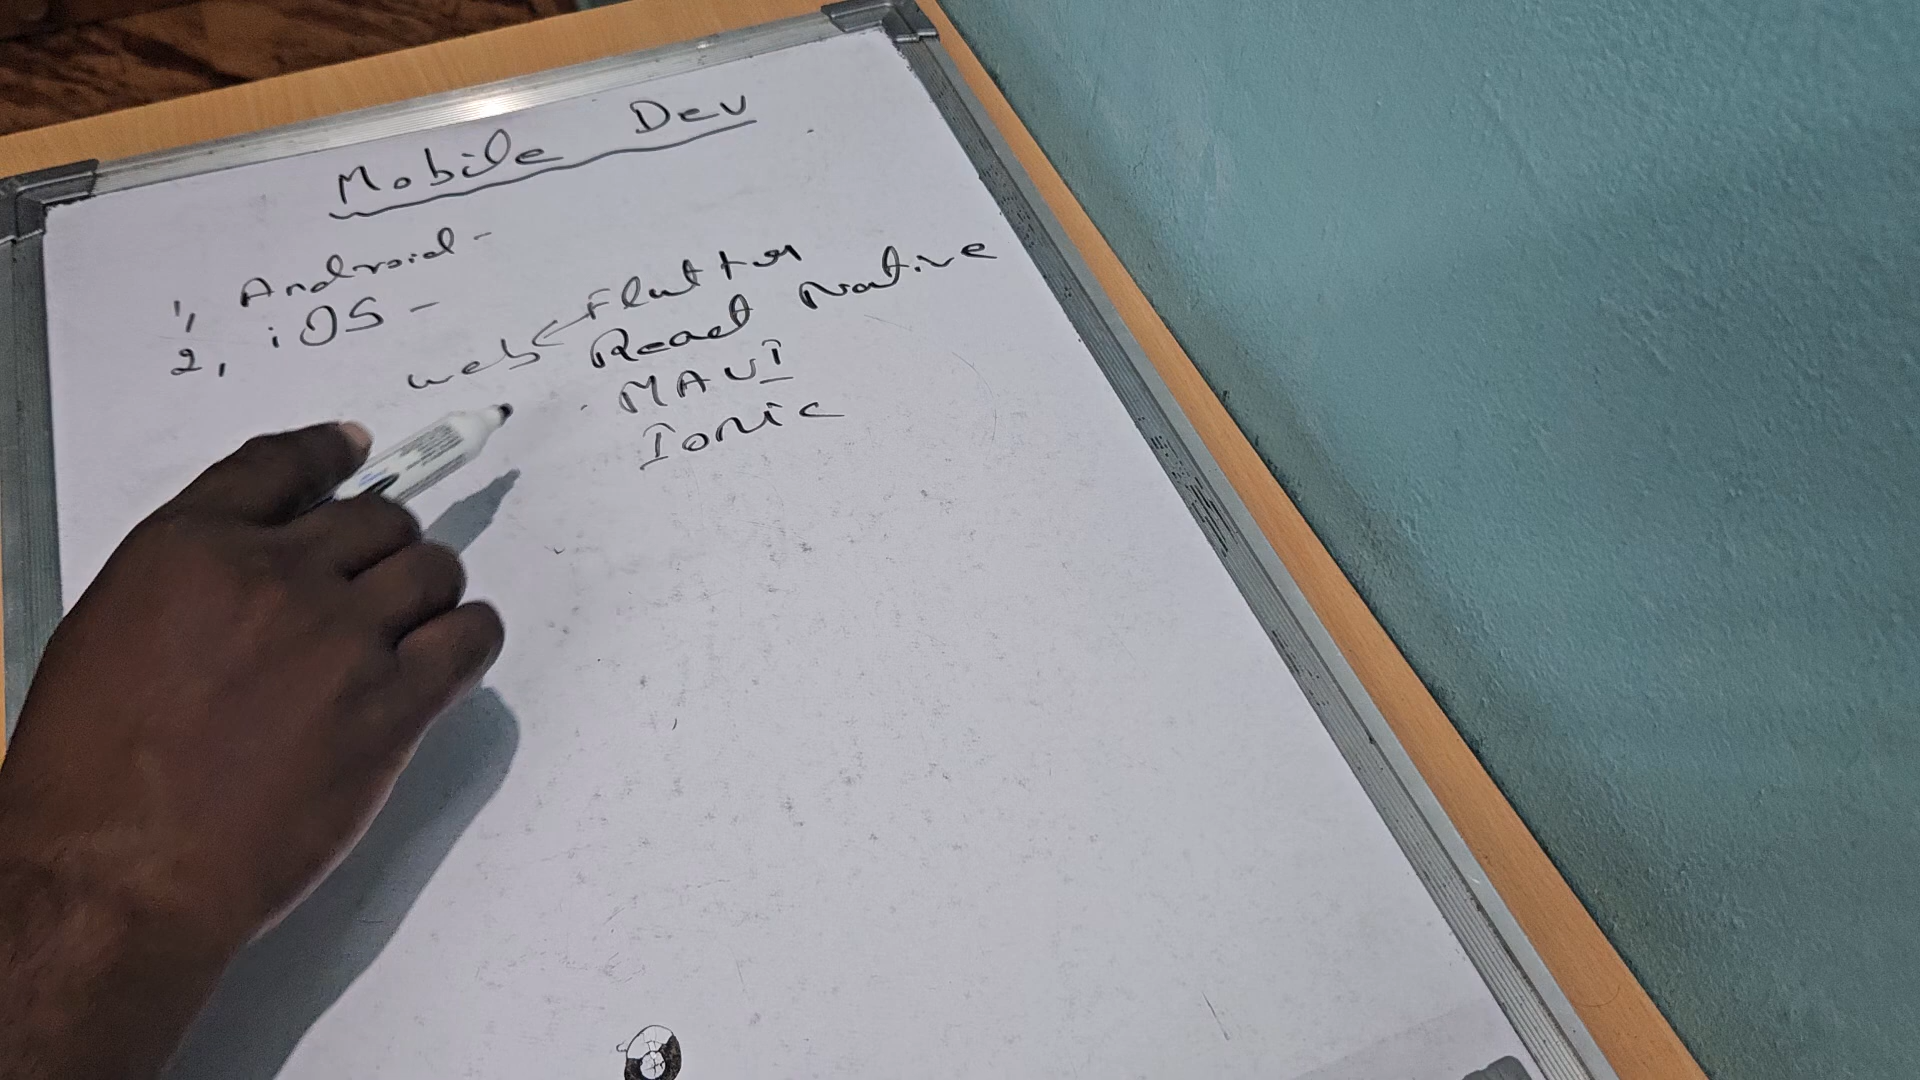 Mobile Dev
1, Android -
2, iOS -
web < Flutter
React Native
MAUI
Ionic